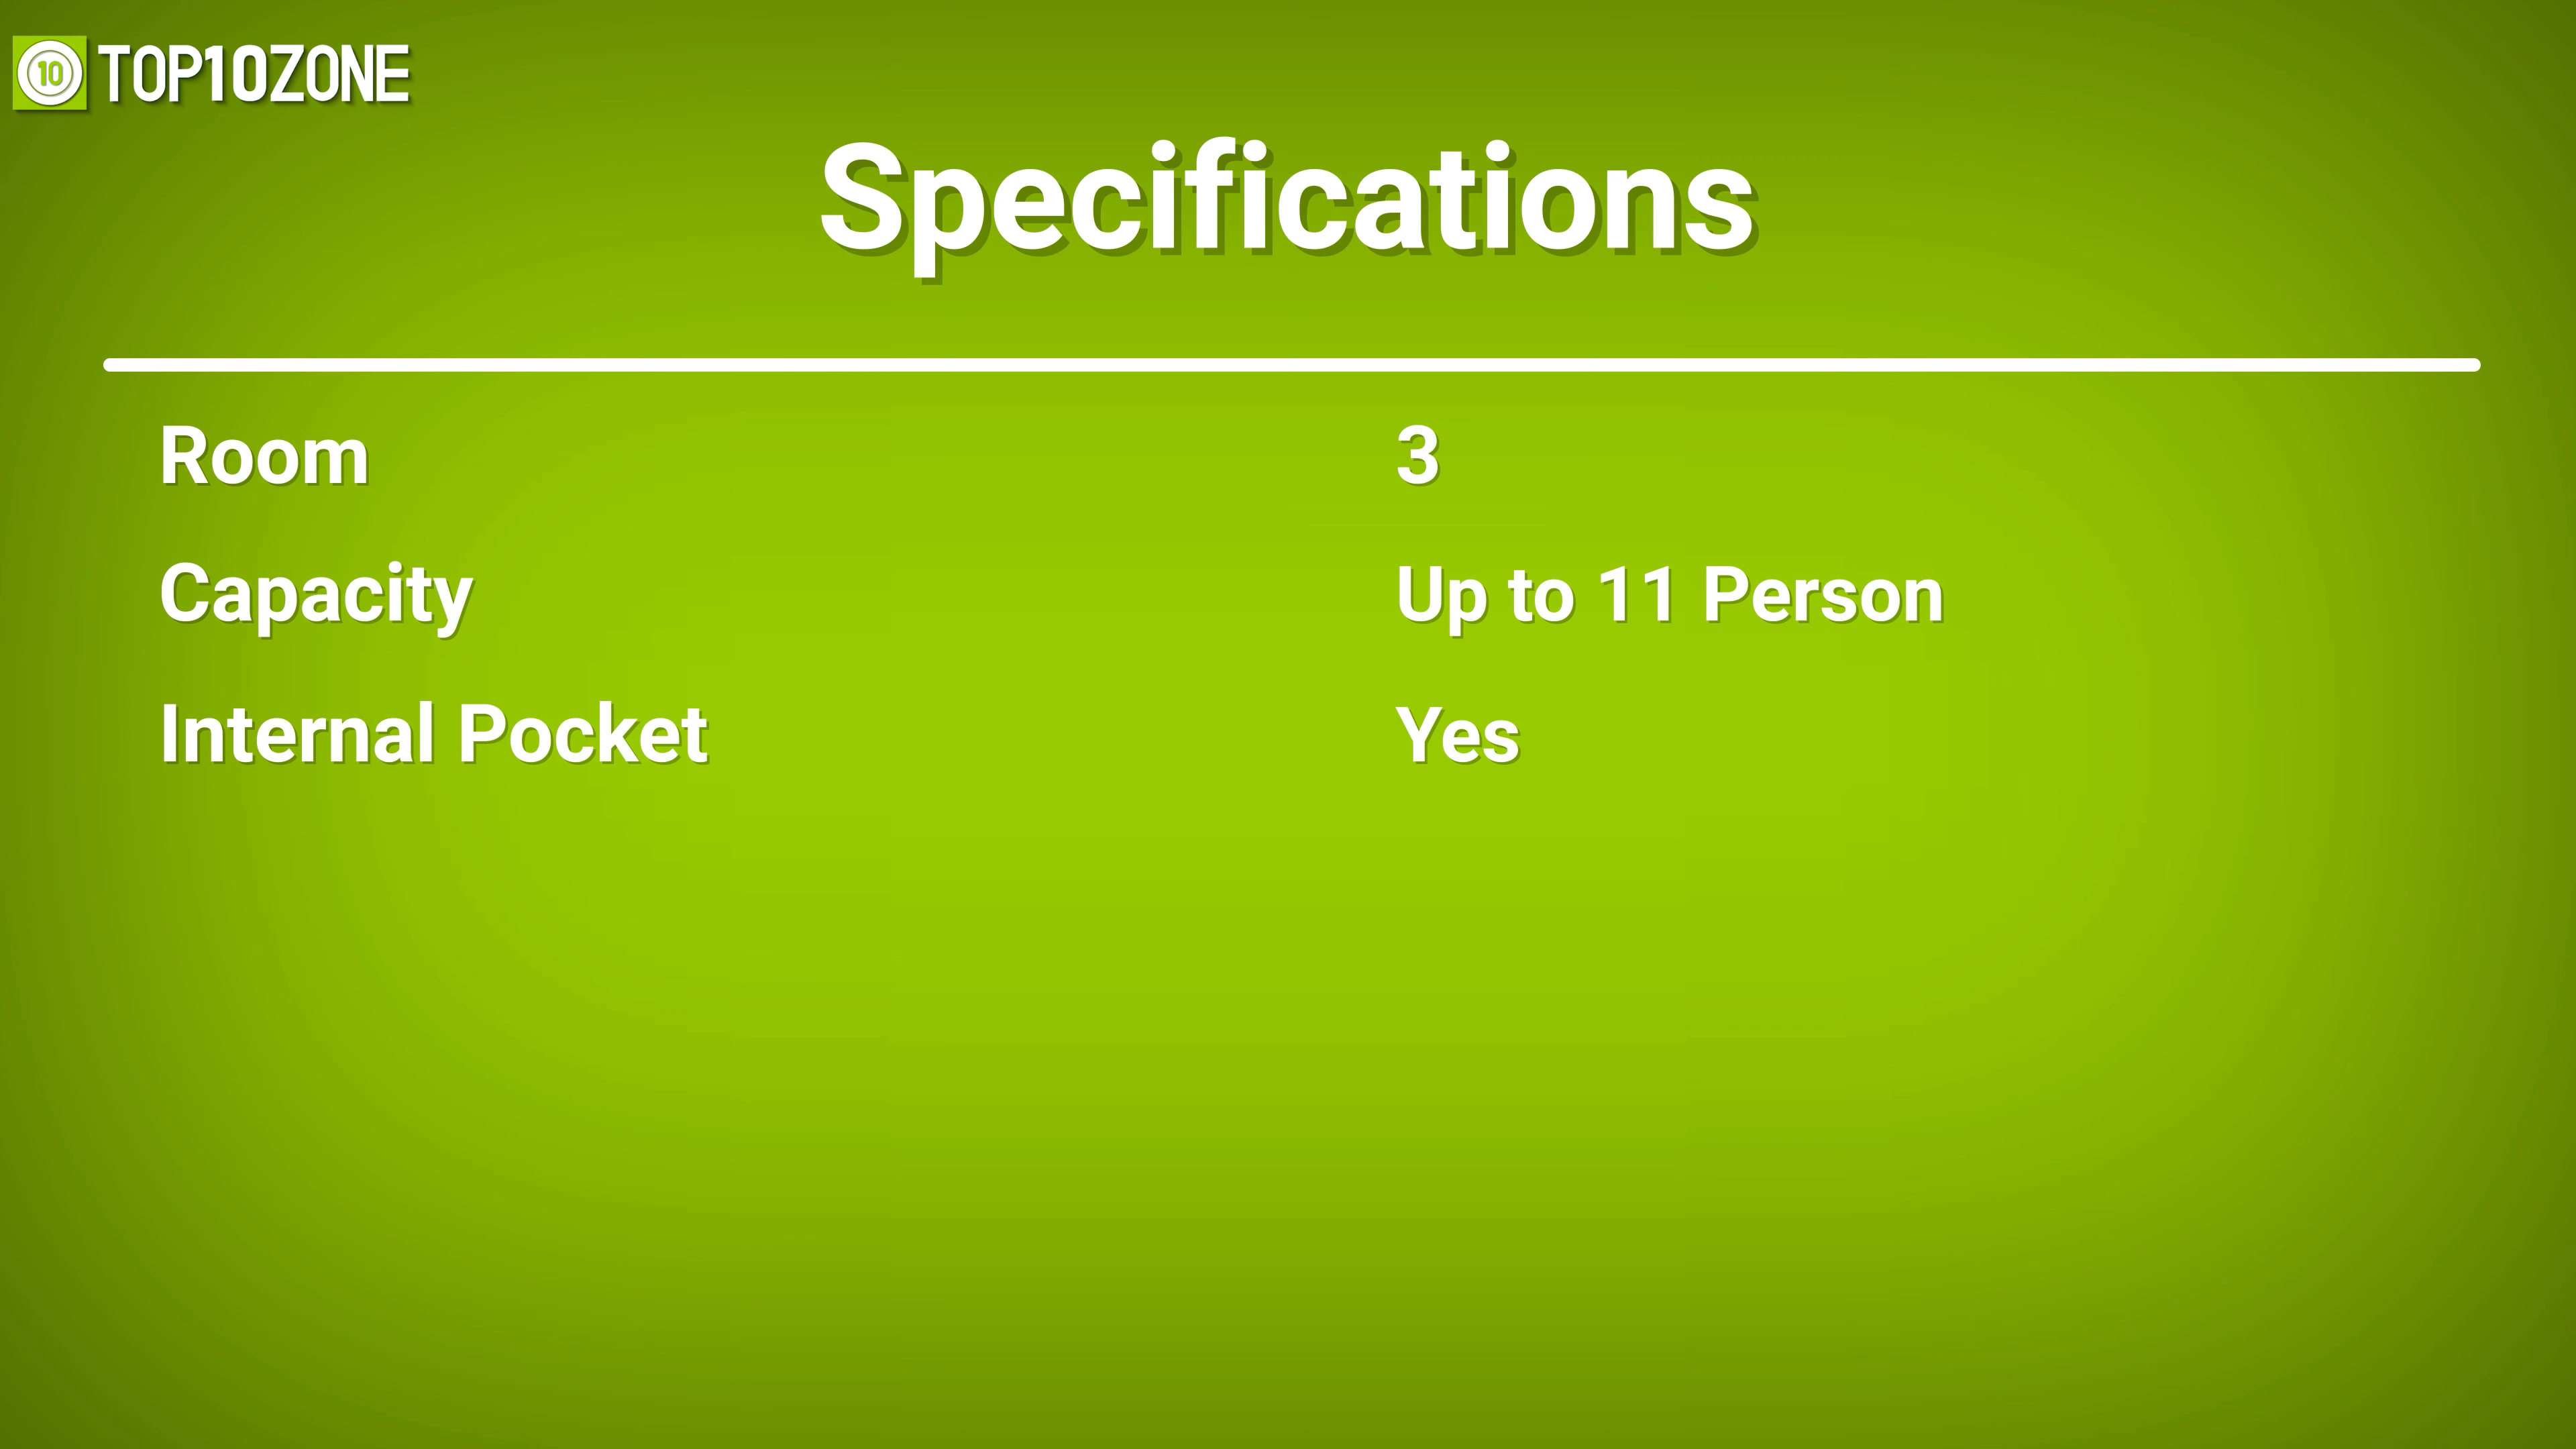 10 TOP10ZONE
Specifications
Room 3
Capacity Up to 11 Person
Internal Pocket Yes